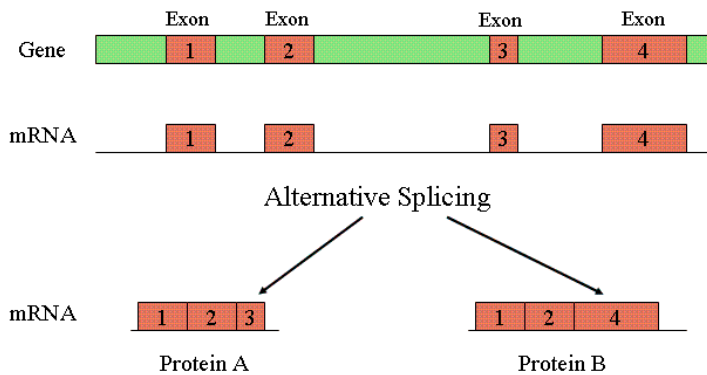 Exon Exon Exon Exon
Gene 1 2 3 4
mRNA 1 2 3 4
Alternative Splicing
mRNA 1 2 3 1 2 4
Protein A Protein B